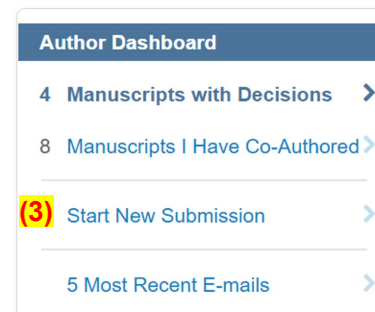 Author Dashboard
4 Manuscripts with Decisions
8 Manuscripts I Have Co-Authored
(3) Start New Submission
5 Most Recent E-mails